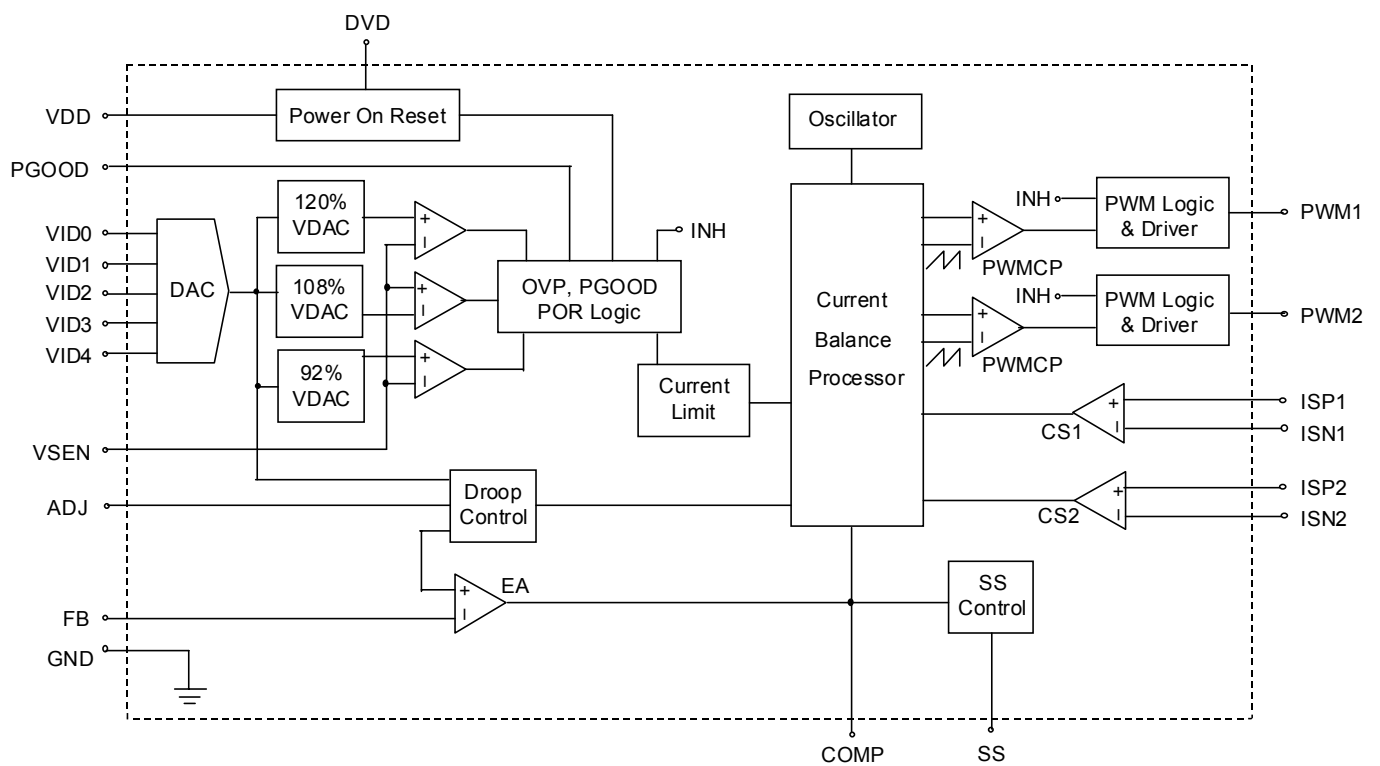 DVD
VDD
Power On Reset
Oscillator
PGOOD
120%
VDAC
+
−
INH
VID0
VID1
VID2
VID3
VID4
DAC
108%
VDAC
+
−
OVP, PGOOD
POR Logic
92%
VDAC
+
−
Current
Limit
Current
Balance
Processor
+
−
PWMCP
INH
PWM Logic
& Driver
PWM1
+
−
PWMCP
INH
PWM Logic
& Driver
PWM2
+
−
CS1
ISP1
ISN1
+
−
CS2
ISP2
ISN2
VSEN
ADJ
Droop
Control
+
−
EA
FB
GND
SS
Control
COMP
SS